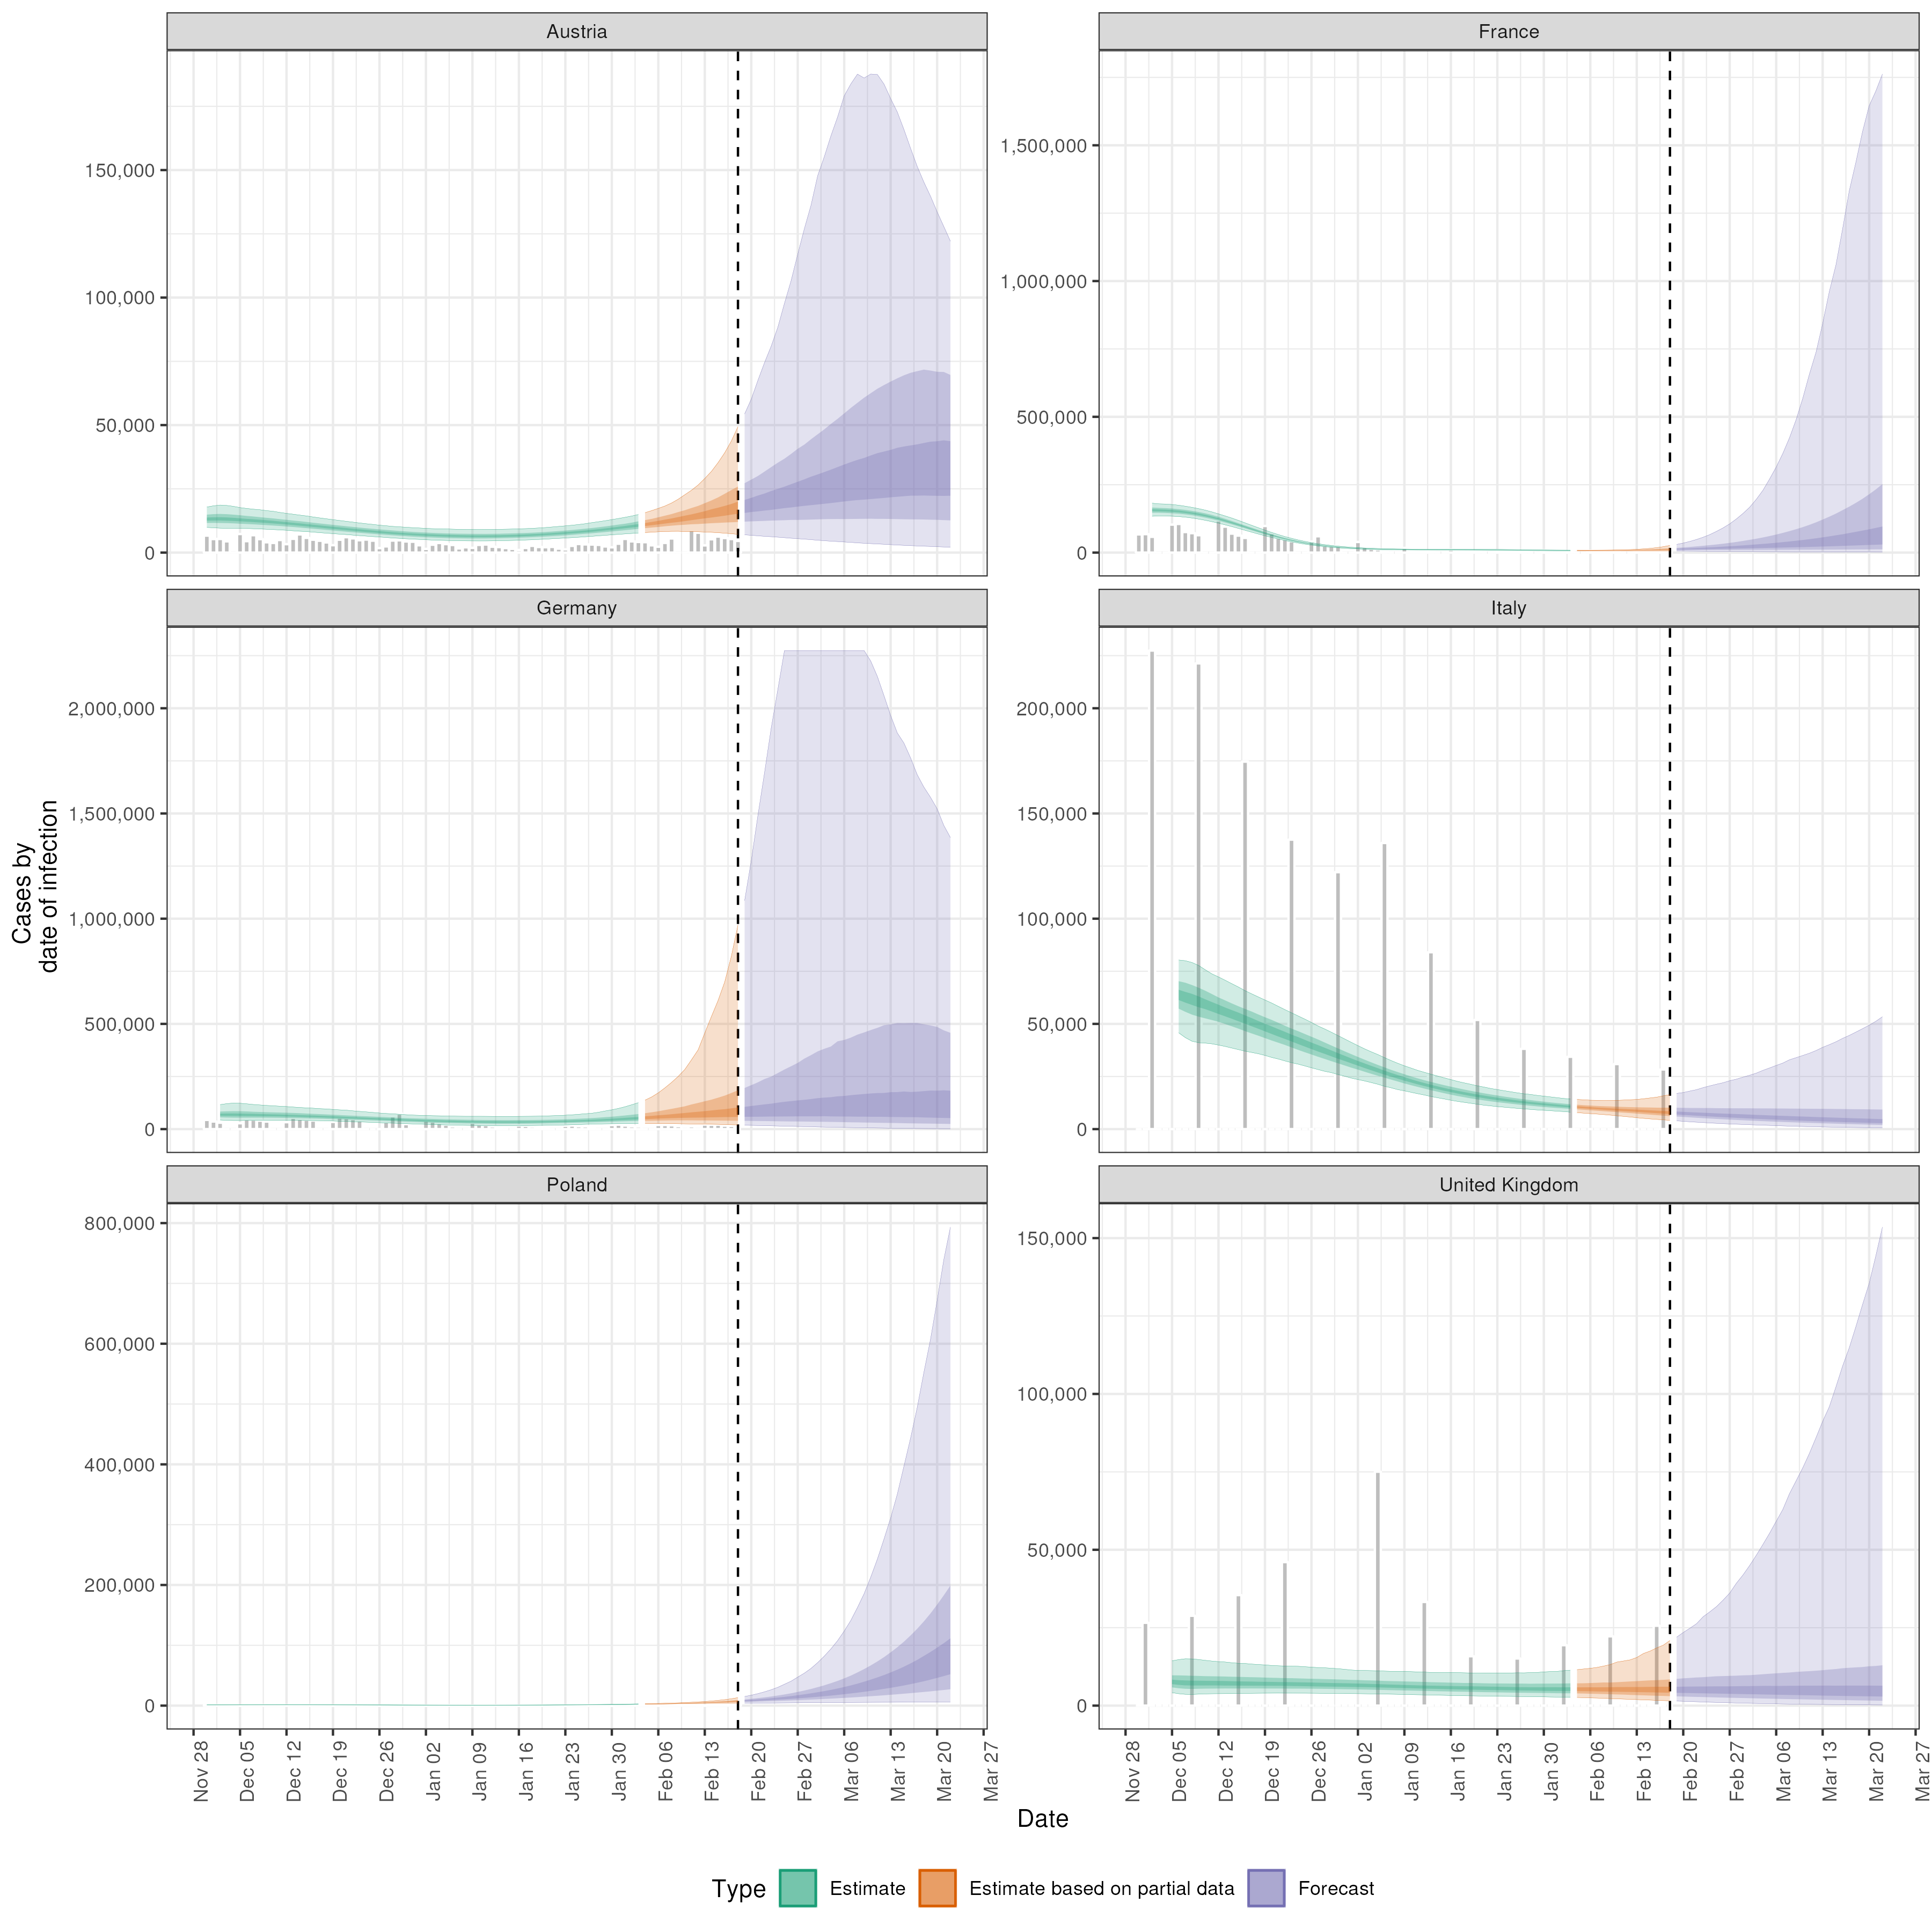 Austria
France
150,000
100,000
50,000
0
1,500,000
1,000,000
500,000
0
Germany
Italy
2,000,000
1,500,000
1,000,000
500,000
0
200,000
150,000
100,000
50,000
0
Cases by
date of infection
Poland
United Kingdom
800,000
600,000
400,000
200,000
0
150,000
100,000
50,000
0
Nov 28
Dec 05
Dec 12
Dec 19
Dec 26
Jan 02
Jan 09
Jan 16
Jan 23
Jan 30
Feb 06
Feb 13
Feb 20
Feb 27
Mar 06
Mar 13
Mar 20
Mar 27
Nov 28
Dec 05
Dec 12
Dec 19
Dec 26
Jan 02
Jan 09
Jan 16
Jan 23
Jan 30
Feb 06
Feb 13
Feb 20
Feb 27
Mar 06
Mar 13
Mar 20
Mar 27
Date
Type Estimate Estimate based on partial data Forecast